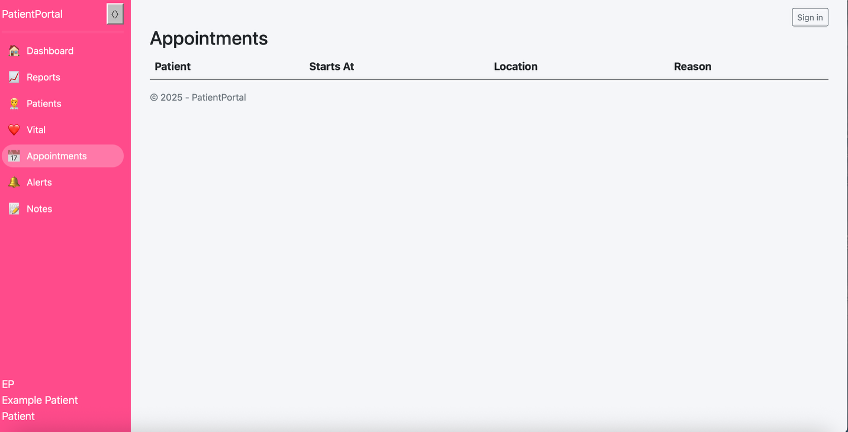 PatientPortal
⟨⟩
Dashboard
Reports
Patients
Vital
Appointments
Alerts
Notes
EP
Example Patient
Patient
Sign in
Appointments
Patient Starts At Location Reason
© 2025 - PatientPortal